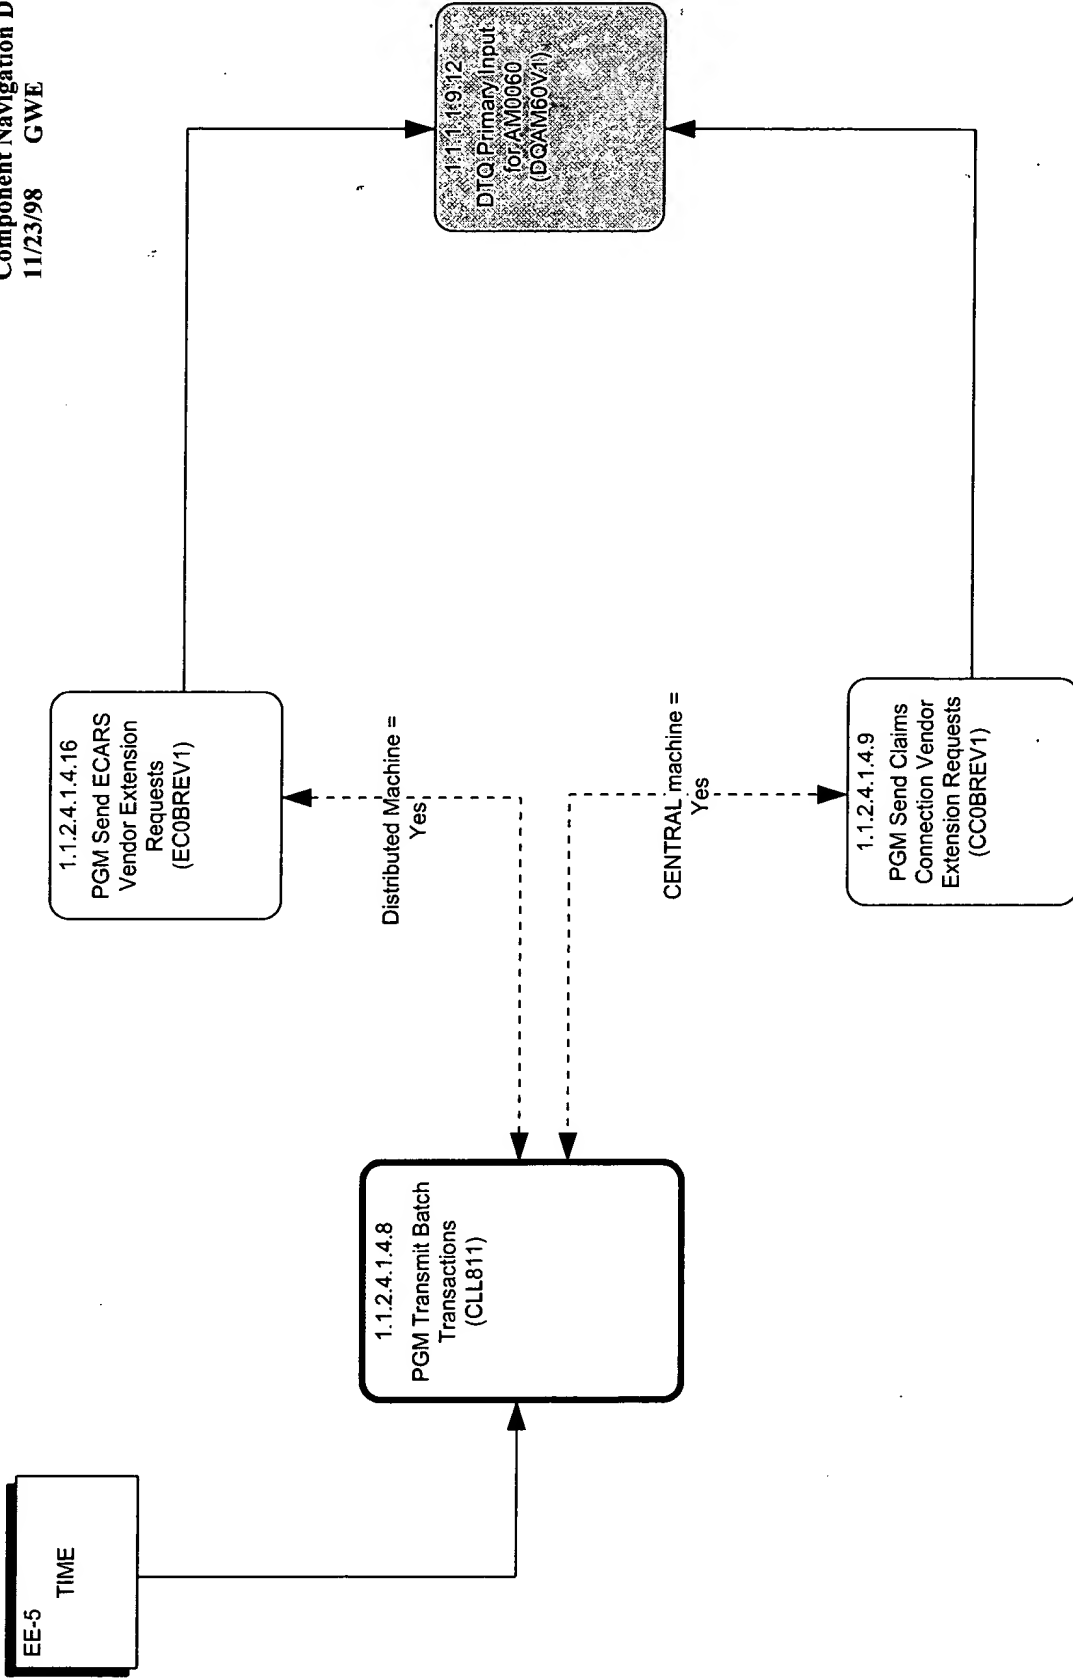 Component Navigation D
11/23/98 GWE
EE-5
TIME
1.1.2.4.1.4.8
PGM Transmit Batch
Transactions
(CLL811)
Distributed Machine =
Yes
CENTRAL machine =
Yes
1.1.2.4.1.4.16
PGM Send ECARS
Vendor Extension
Requests
(EC0BREV1)
1.1.2.4.1.4.9
PGM Send Claims
Connection Vendor
Extension Requests
(CC0BREV1)
1.1.1.1.9.12
DTQ Primary Input
for AM0060
(DQAM60V1)